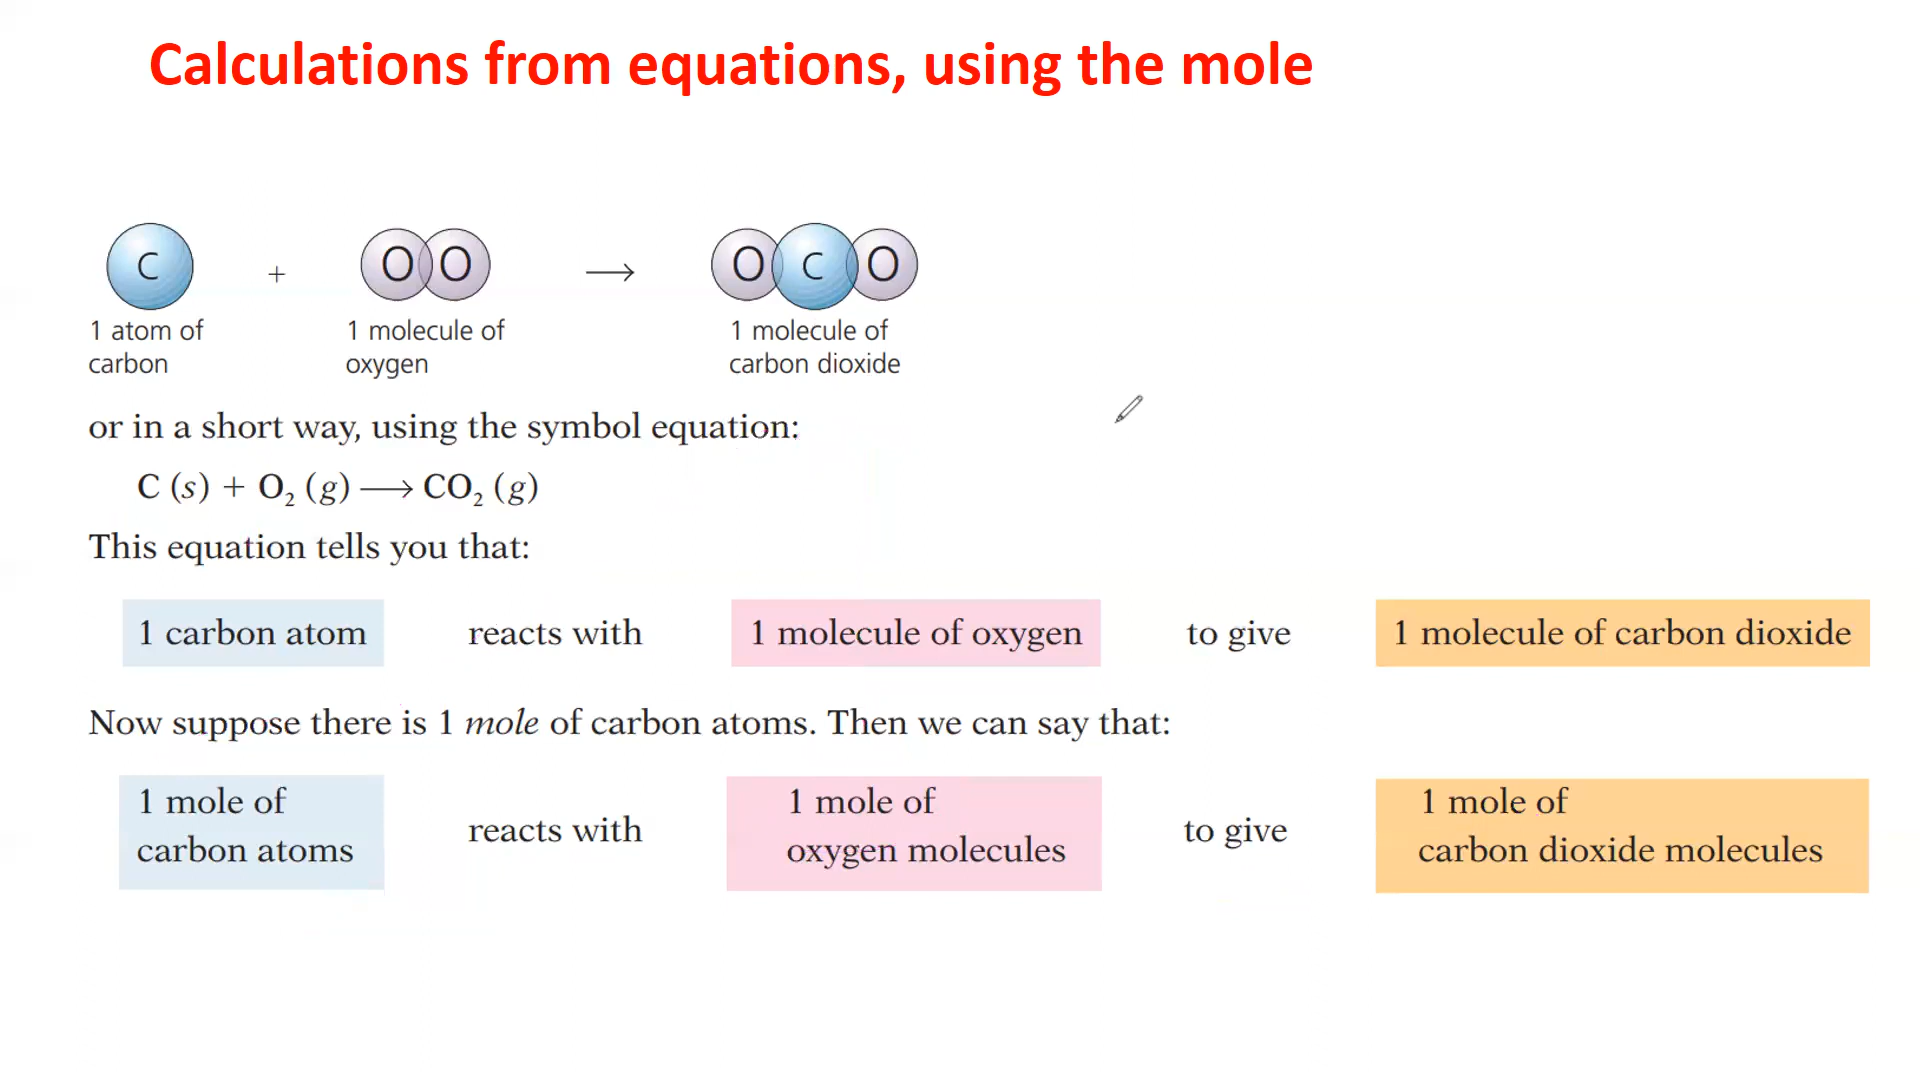 Calculations from equations, using the mole
C + OO ⟶ OCO
1 atom of 1 molecule of 1 molecule of
carbon oxygen carbon dioxide
or in a short way, using the symbol equation:
C (s) + O₂ (g) ⟶ CO₂ (g)
This equation tells you that:
1 carbon atom reacts with 1 molecule of oxygen to give 1 molecule of carbon dioxide
Now suppose there is 1 mole of carbon atoms. Then we can say that:
1 mole of
carbon atoms
reacts with
1 mole of
oxygen molecules
to give
1 mole of
carbon dioxide molecules